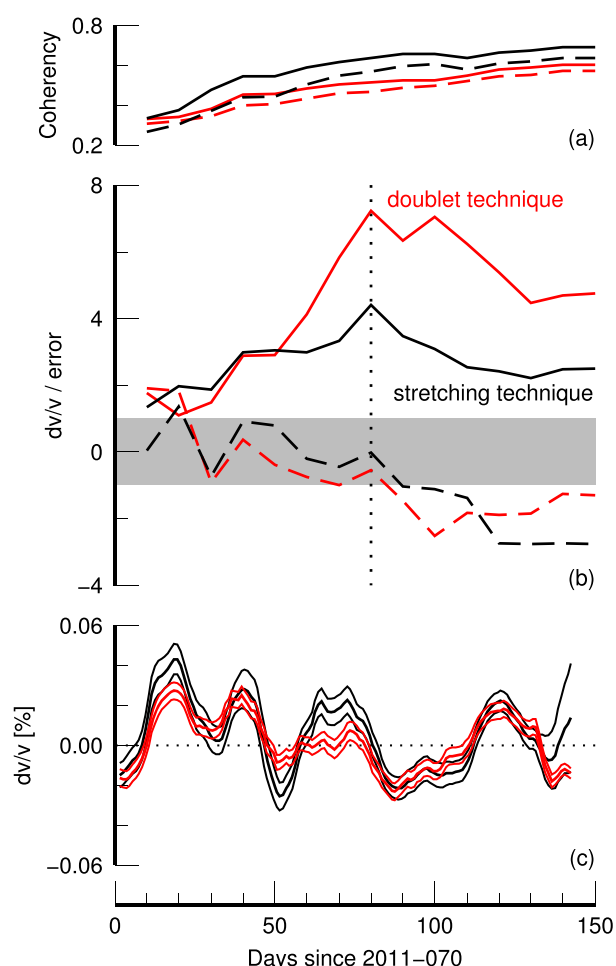 0.8
Coherency
0.2
(a)
8
doublet technique
4
dv/v / error
stretching technique
0
−4
(b)
0.06
dv/v [%]
0.00
−0.06
(c)
0 50 100 150
Days since 2011−070